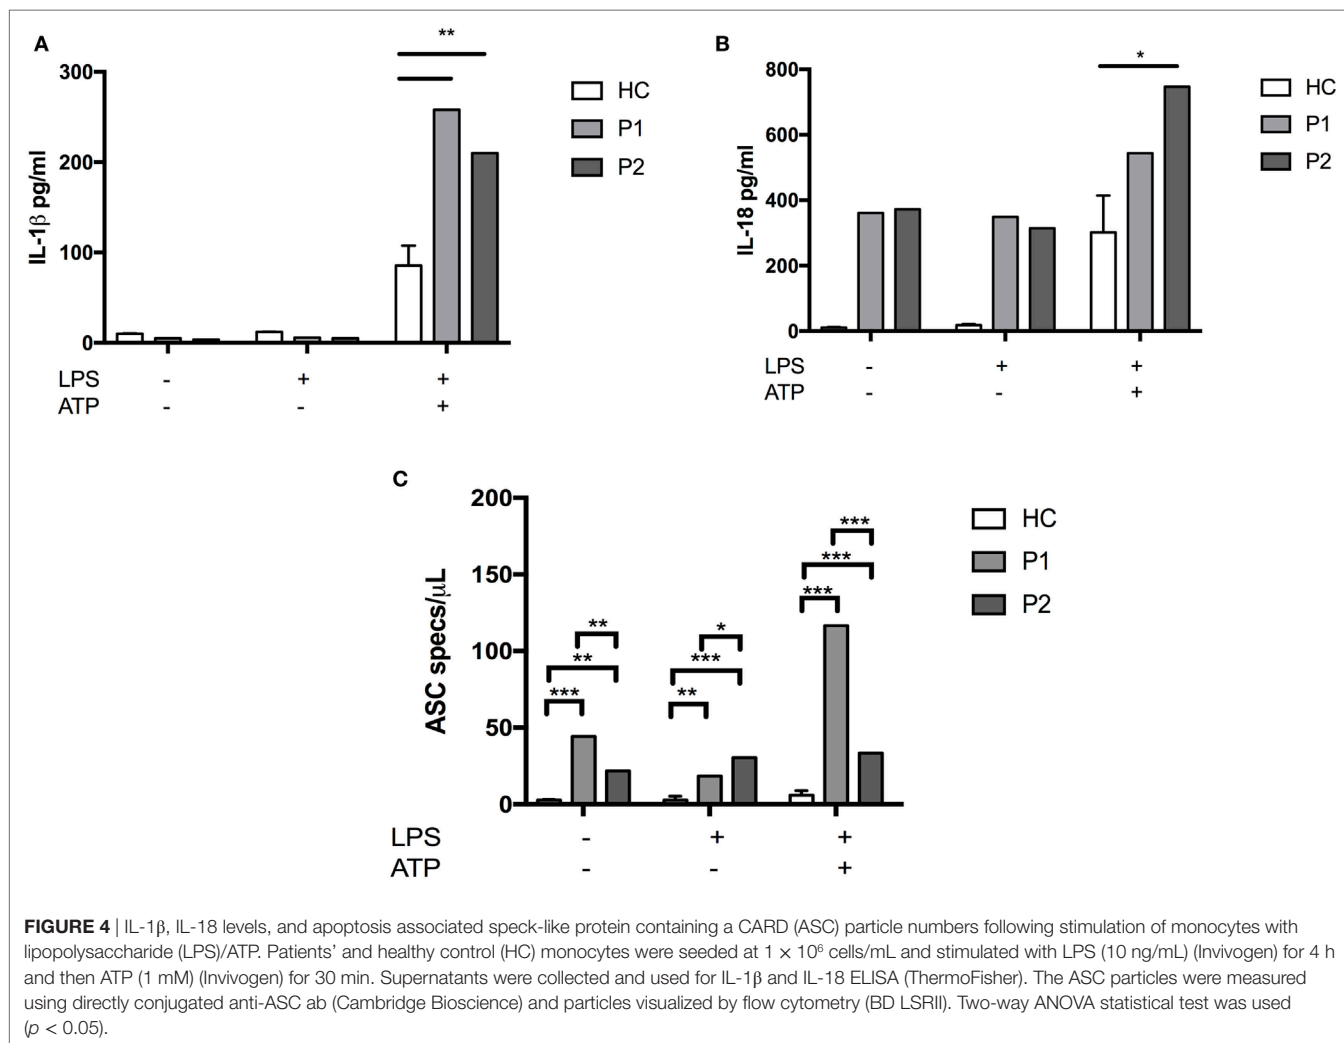 A
**
300
200
100
0
IL-1β pg/ml
HC
P1
P2
LPS - + +
ATP - - +
B
*
800
600
400
200
0
IL-18 pg/ml
HC
P1
P2
LPS - + +
ATP - - +
C
200
150
100
50
0
ASC specs/μL
***
**
**
**
***
*
***
***
***
HC
P1
P2
LPS - + +
ATP - - +
FIGURE 4 | IL-1β, IL-18 levels, and apoptosis associated speck-like protein containing a CARD (ASC) particle numbers following stimulation of monocytes with
lipopolysaccharide (LPS)/ATP. Patients’ and healthy control (HC) monocytes were seeded at 1 × 10⁶ cells/mL and stimulated with LPS (10 ng/mL) (Invivogen) for 4 h
and then ATP (1 mM) (Invivogen) for 30 min. Supernatants were collected and used for IL-1β and IL-18 ELISA (ThermoFisher). The ASC particles were measured
using directly conjugated anti-ASC ab (Cambridge Bioscience) and particles visualized by flow cytometry (BD LSRII). Two-way ANOVA statistical test was used
(p < 0.05).